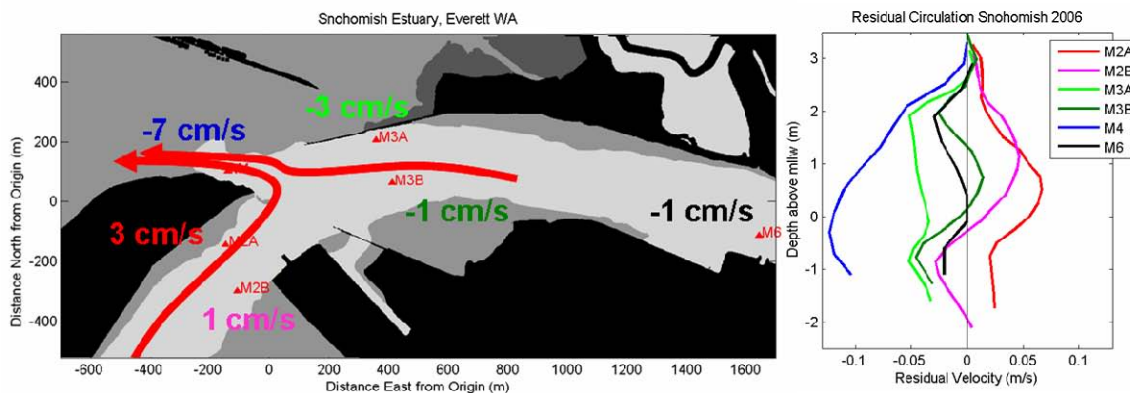 Snohomish Estuary, Everett WA
400
200
0
-200
-400
Distance North from Origin (m)
-600 -400 -200 0 200 400 600 800 1000 1200 1400 1600
Distance East from Origin (m)
-3 cm/s
-7 cm/s
M3A
M3B
-1 cm/s
-1 cm/s
M6
3 cm/s
M2A
M2B
1 cm/s
Residual Circulation Snohomish 2006
3
2
1
0
-1
-2
Depth above mllw (m)
-0.1 -0.05 0 0.05 0.1
Residual Velocity (m/s)
M2A
M2B
M3A
M3B
M4
M6